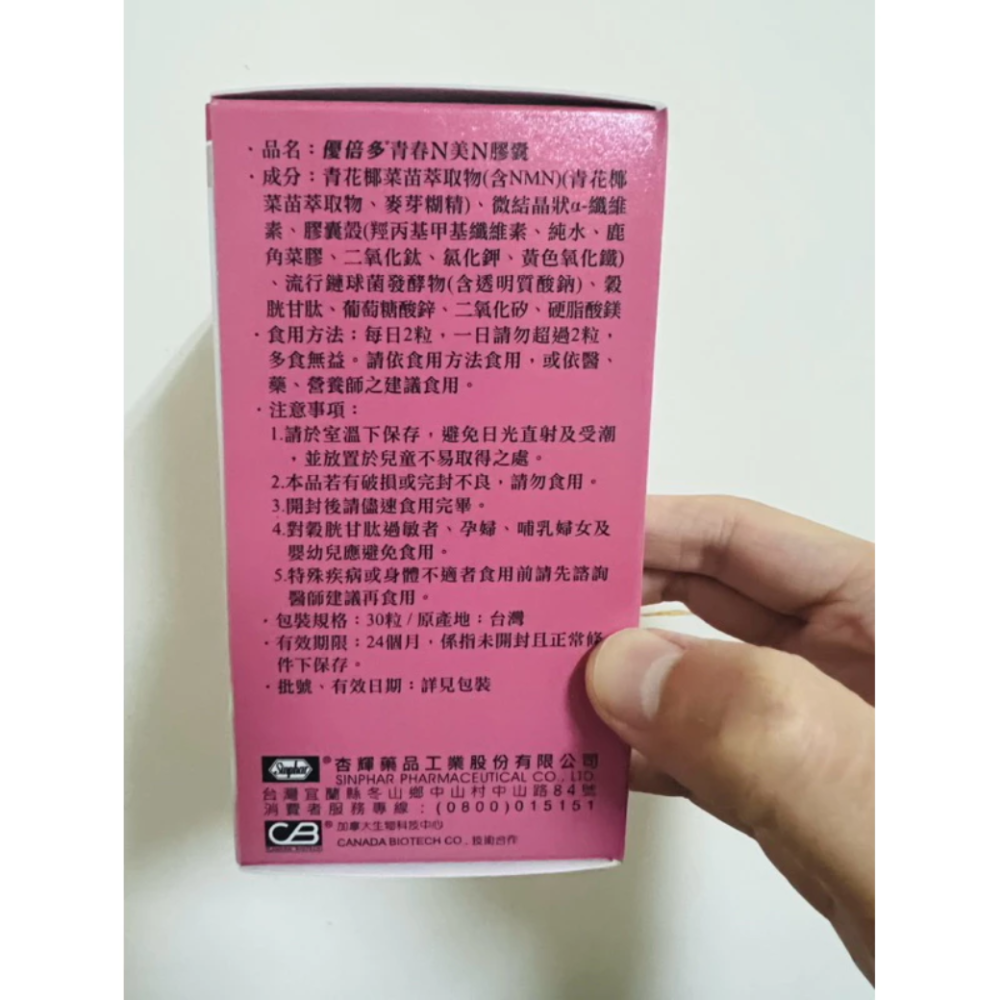 ・品名：優倍多®青春N美N膠囊
・成分：青花椰菜苗萃取物(含NMN)(青花椰
菜苗萃取物、麥芽糊精)、微結晶狀α-纖維
素、膠囊殼(羥丙基甲基纖維素、純水、鹿
角菜膠、二氧化鈦、氯化鉀、黃色氧化鐵)
、流行鏈球菌發酵物(含透明質酸鈉)、穀
胱甘肽、葡萄糖酸鋅、二氧化矽、硬脂酸鎂
・食用方法：每日2粒，一日請勿超過2粒，
多食無益。請依食用方法食用，或依醫、
藥、營養師之建議食用。
・注意事項：
1.請於室溫下保存，避免日光直射及受潮
，並放置於兒童不易取得之處。
2.本品若有破損或完封不良，請勿食用。
3.開封後請儘速食用完畢。
4.對穀胱甘肽過敏者、孕婦、哺乳婦女及
嬰幼兒應避免食用。
5.特殊疾病或身體不適者食用前請先諮詢
醫師建議再食用。
・包裝規格：30粒/原產地：台灣
・有效期限：24個月，係指未開封且正常條
件下保存。
・批號、有效日期：詳見包裝
Sinphar ®杏輝藥品工業股份有限公司
SINPHAR PHARMACEUTICAL CO., LTD.
台灣宜蘭縣冬山鄉中山村中山路84號
消費者服務專線：(0800)015151
CB ®加拿大生物科技中心
CANADA BIOTECH CO., 技術合作